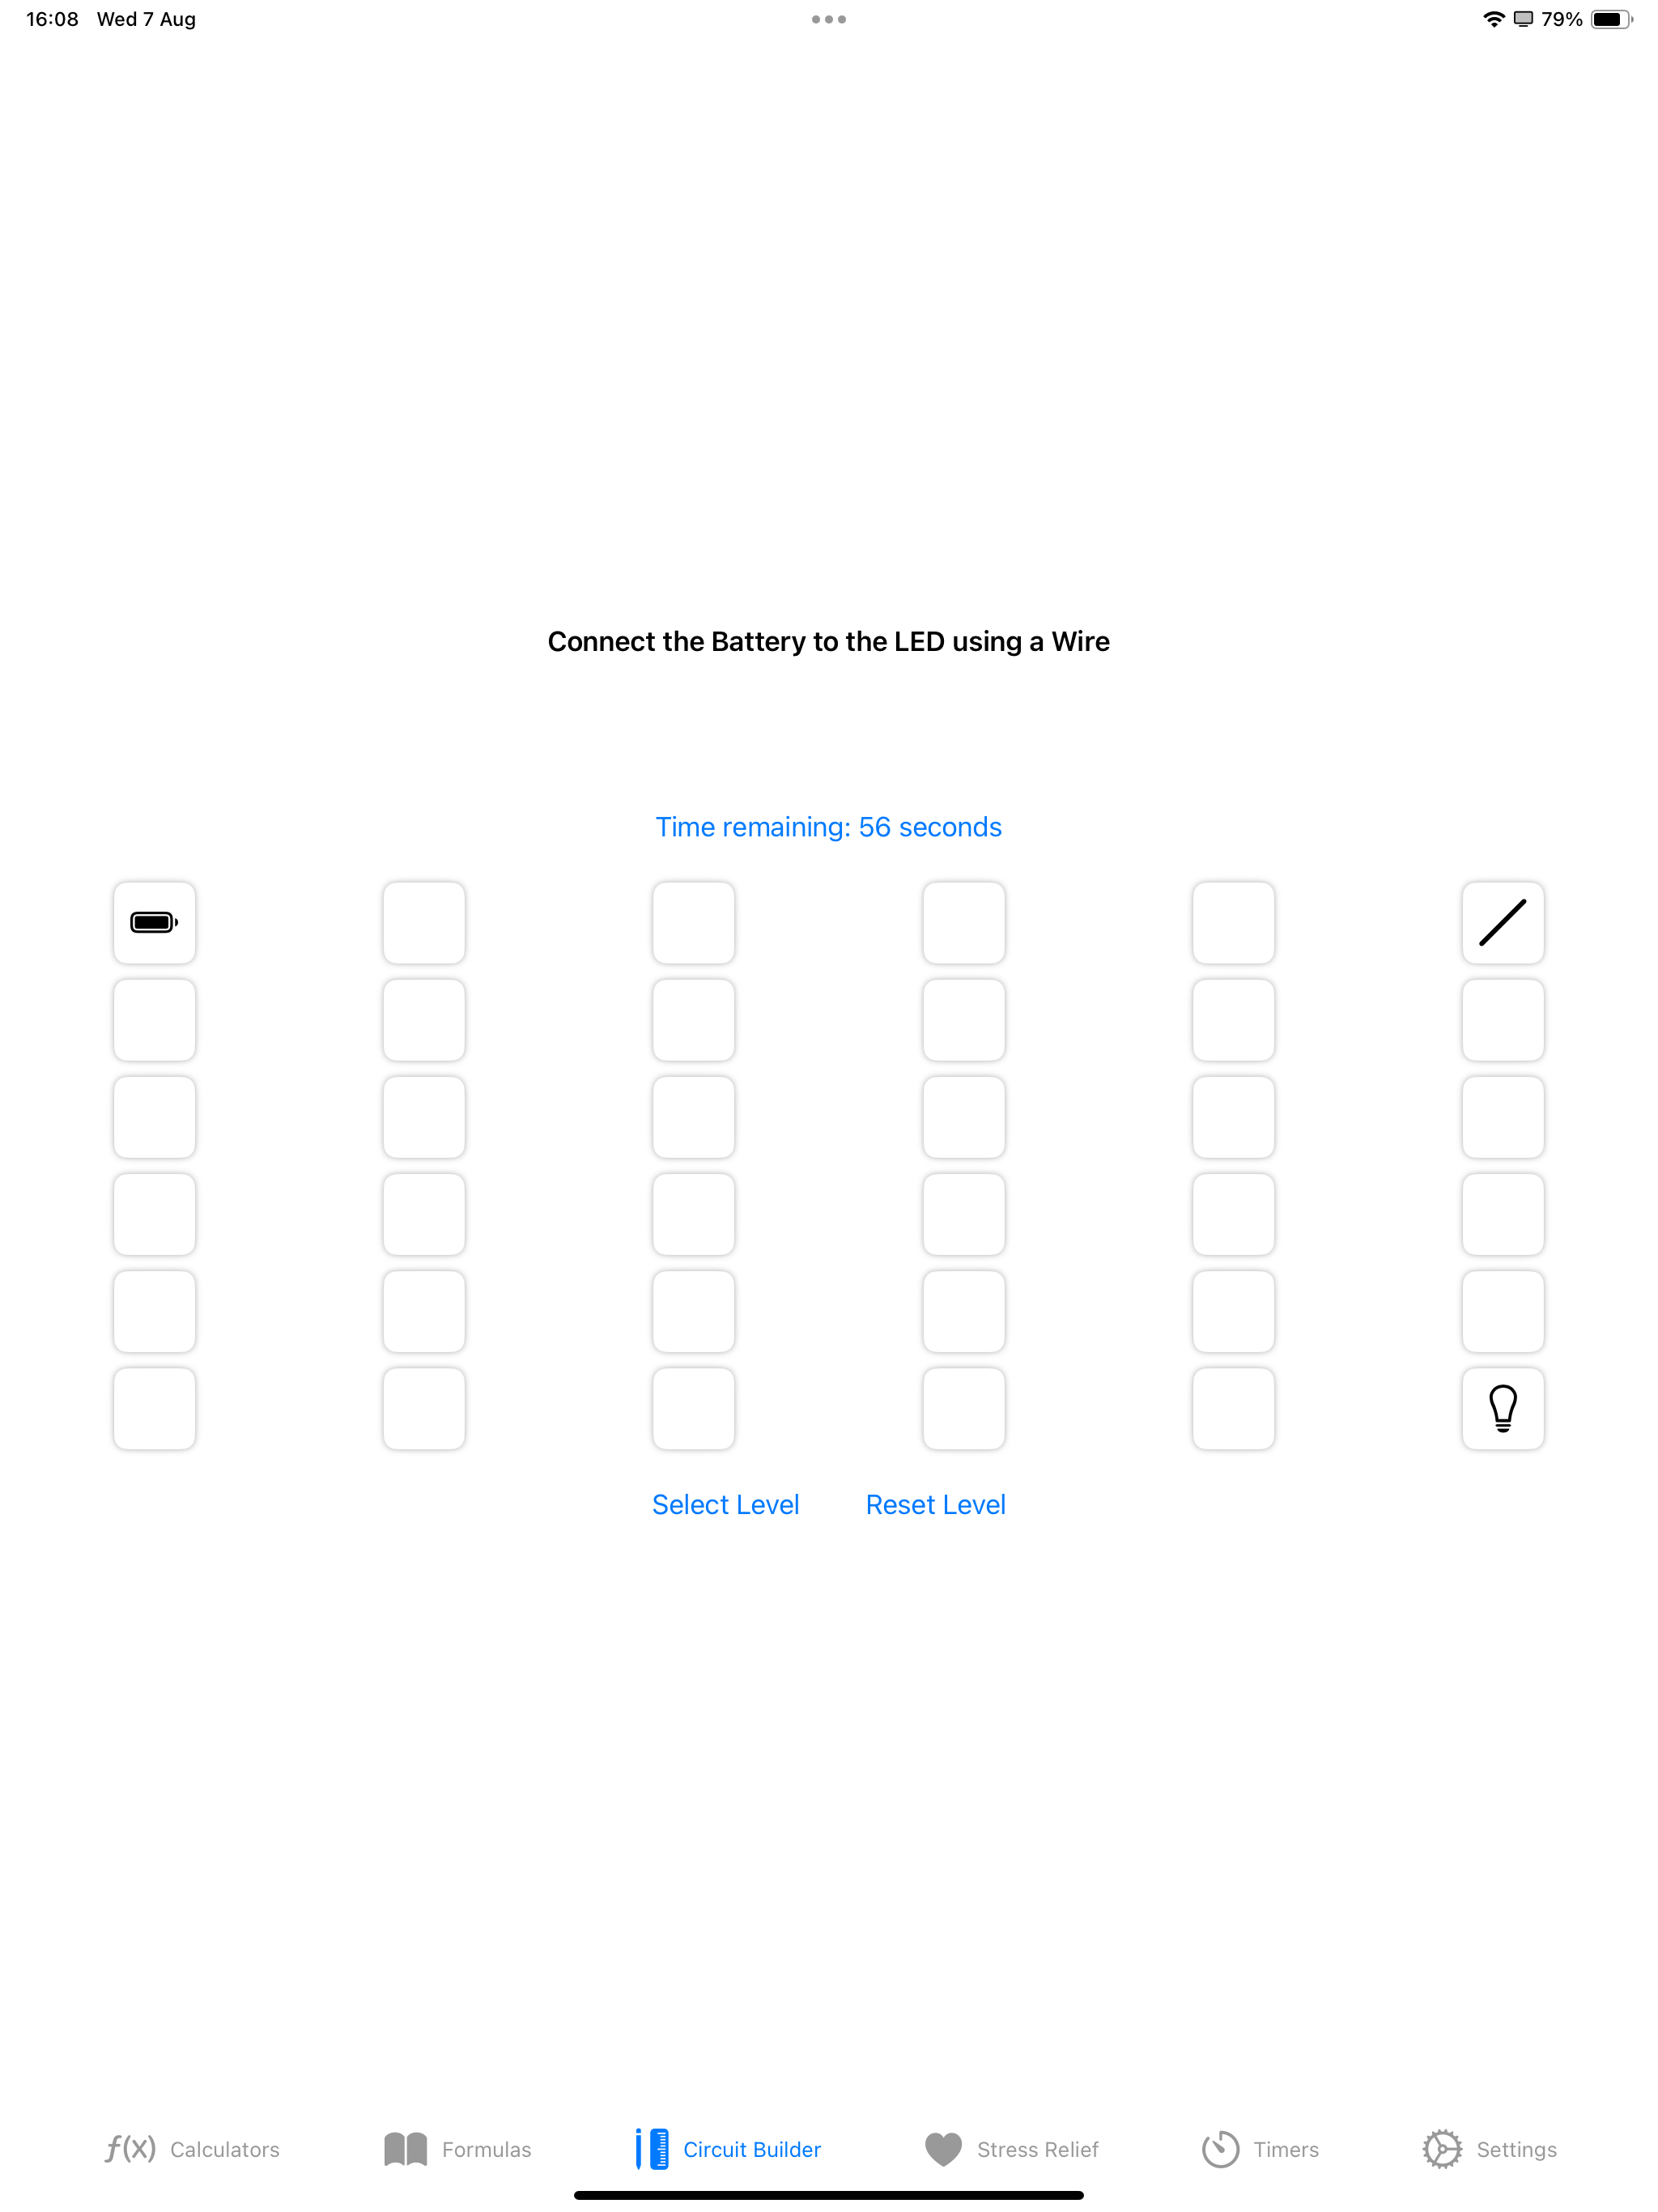 16:08 Wed 7 Aug
79%
Connect the Battery to the LED using a Wire
Time remaining: 56 seconds
Select Level Reset Level
f(x) Calculators Formulas Circuit Builder Stress Relief Timers Settings